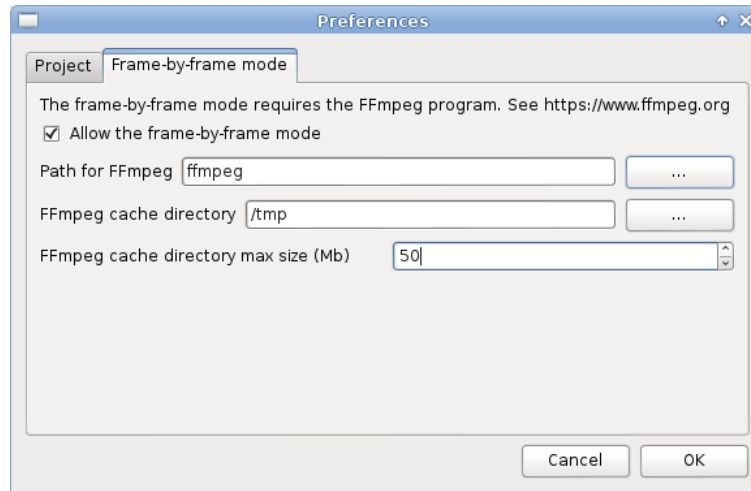 Preferences
Project Frame-by-frame mode
The frame-by-frame mode requires the FFmpeg program. See https://www.ffmpeg.org
Allow the frame-by-frame mode
Path for FFmpeg ffmpeg ...
FFmpeg cache directory /tmp ...
FFmpeg cache directory max size (Mb) 50
Cancel OK